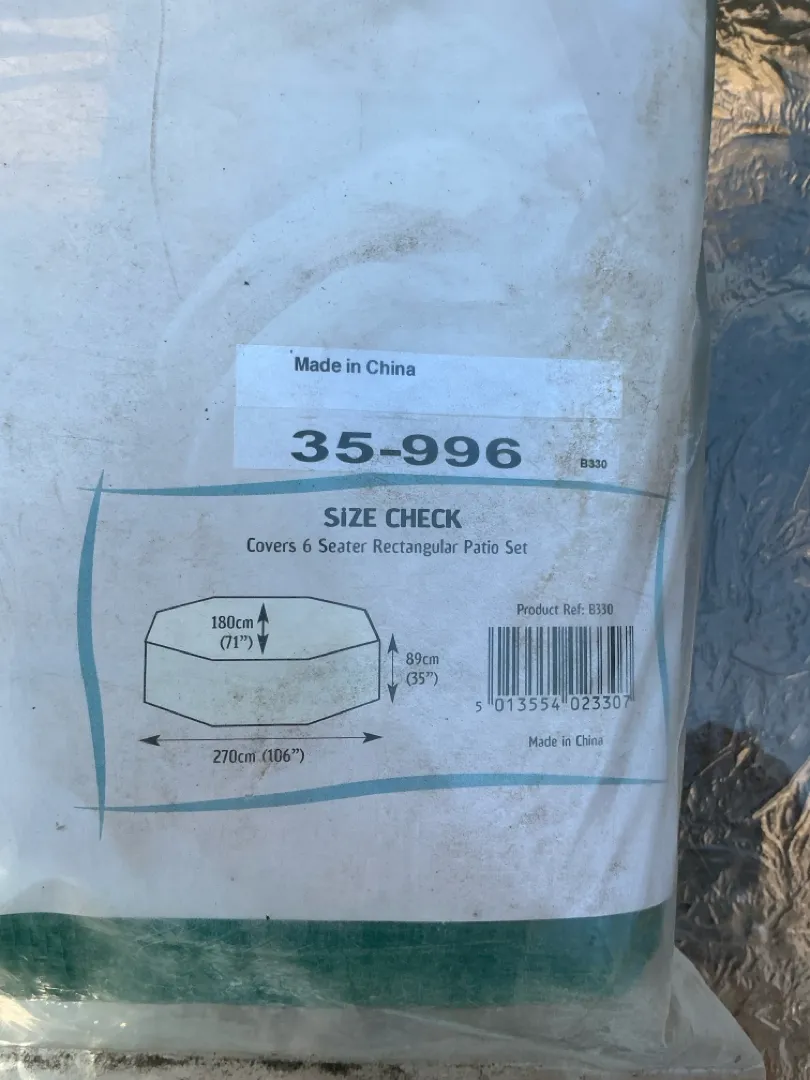 Made in China
35-996
B330
SiZE CHECK
Covers 6 Seater Rectangular Patio Set
180cm
(71”)
89cm
(35”)
270cm (106”)
Product Ref: B330
5 013554 023307
Made in China